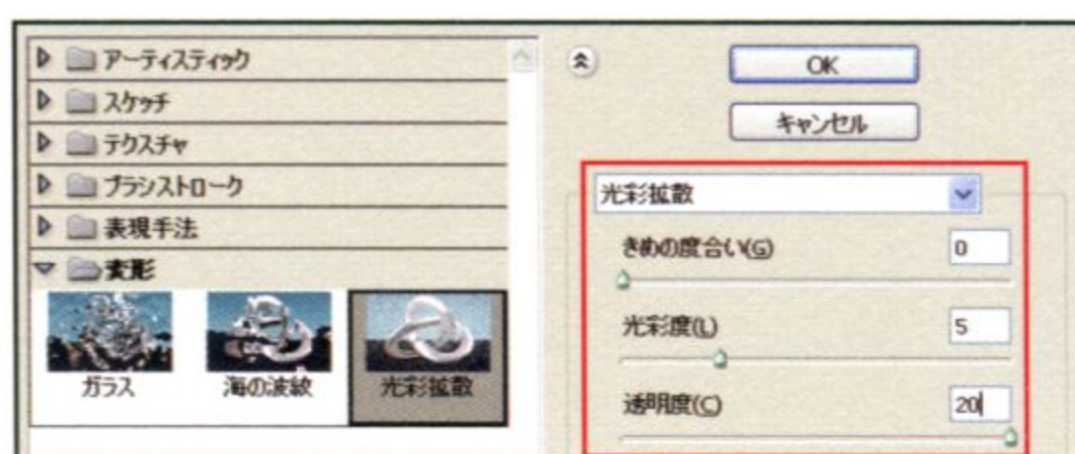 アーティスティック
スケッチ
テクスチャ
ブラシストローク
表現手法
変形
ガラス 海の波紋 光彩拡散
OK
キャンセル
光彩拡散
きめの度合い(G) 0
光彩度(L) 5
透明度(C) 20